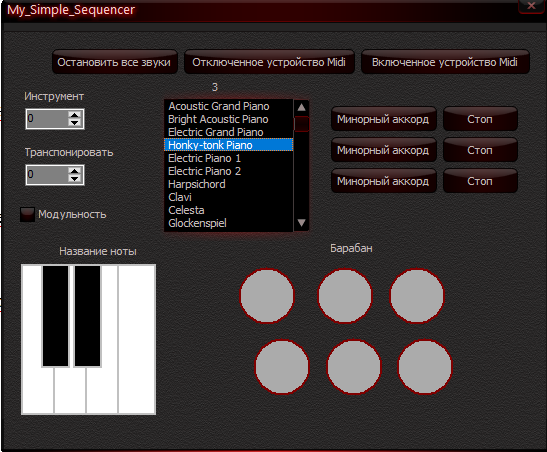 My_Simple_Sequencer
Остановить все звуки
Отключенное устройство Midi
Включенное устройство Midi
3
Инструмент
0
Транспонировать
0
Модульность
Acoustic Grand Piano
Bright Acoustic Piano
Electric Grand Piano
Honky-tonk Piano
Electric Piano 1
Electric Piano 2
Harpsichord
Clavi
Celesta
Glockenspiel
Минорный аккорд
Стоп
Минорный аккорд
Стоп
Минорный аккорд
Стоп
Название ноты
Барабан